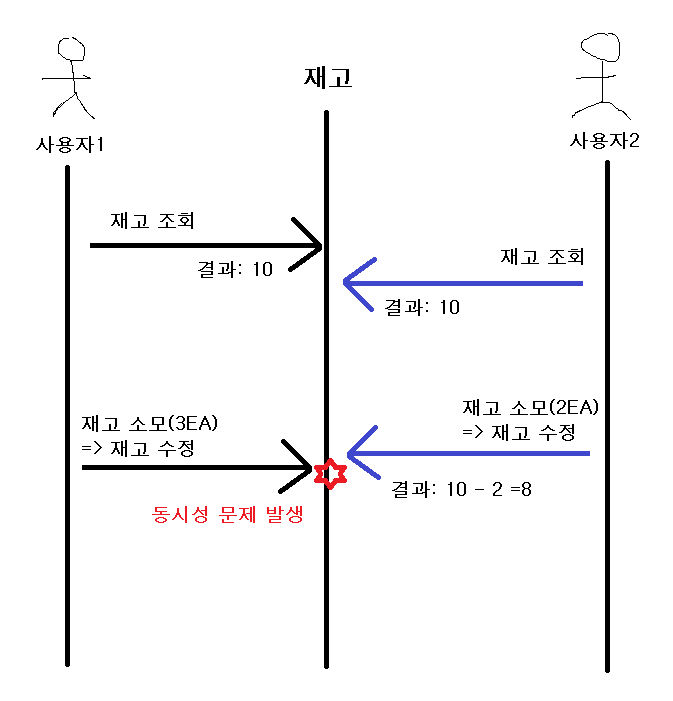 재고
사용자1
사용자2
재고 조회
결과: 10
재고 조회
결과: 10
재고 소모(3EA)
=> 재고 수정
재고 소모(2EA)
=> 재고 수정
결과: 10 - 2 =8
동시성 문제 발생